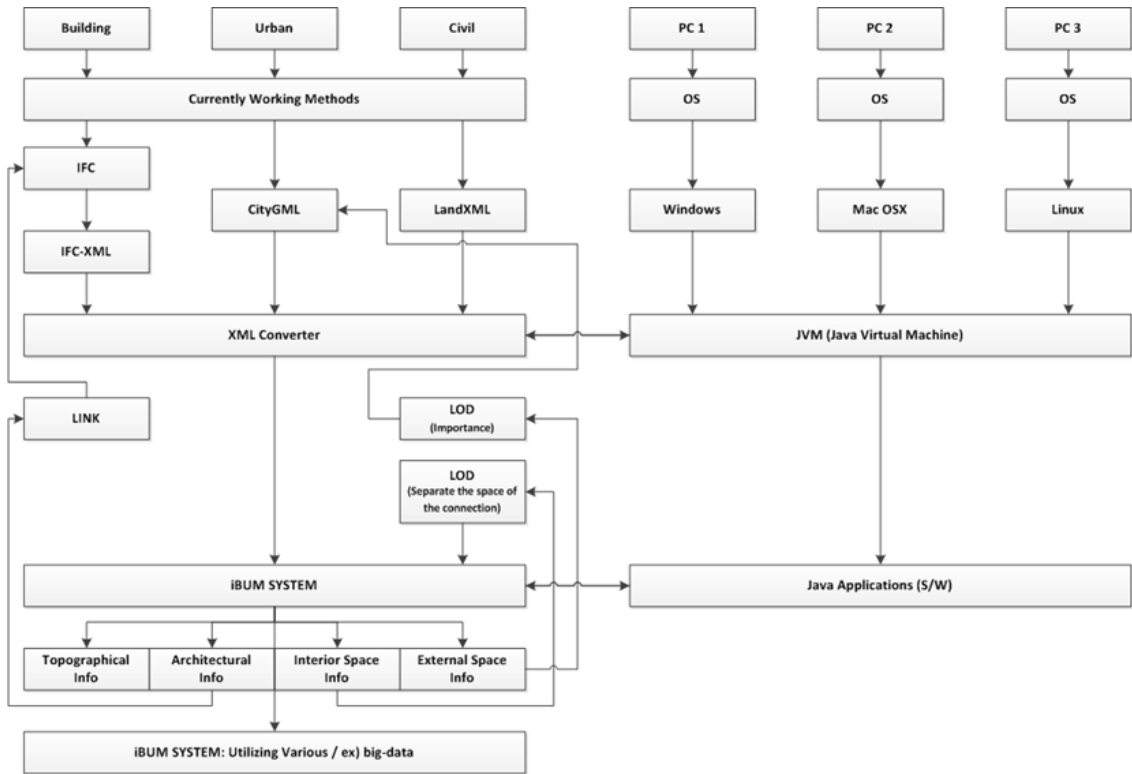 Building
Urban
Civil
PC 1
PC 2
PC 3
Currently Working Methods
OS
OS
OS
IFC
CityGML
LandXML
Windows
Mac OSX
Linux
IFC-XML
XML Converter
JVM (Java Virtual Machine)
LINK
LOD
(Importance)
LOD
(Separate the space of
the connection)
iBUM SYSTEM
Java Applications (S/W)
Topographical
Info
Architectural
Info
Interior Space
Info
External Space
Info
iBUM SYSTEM: Utilizing Various / ex) big-data